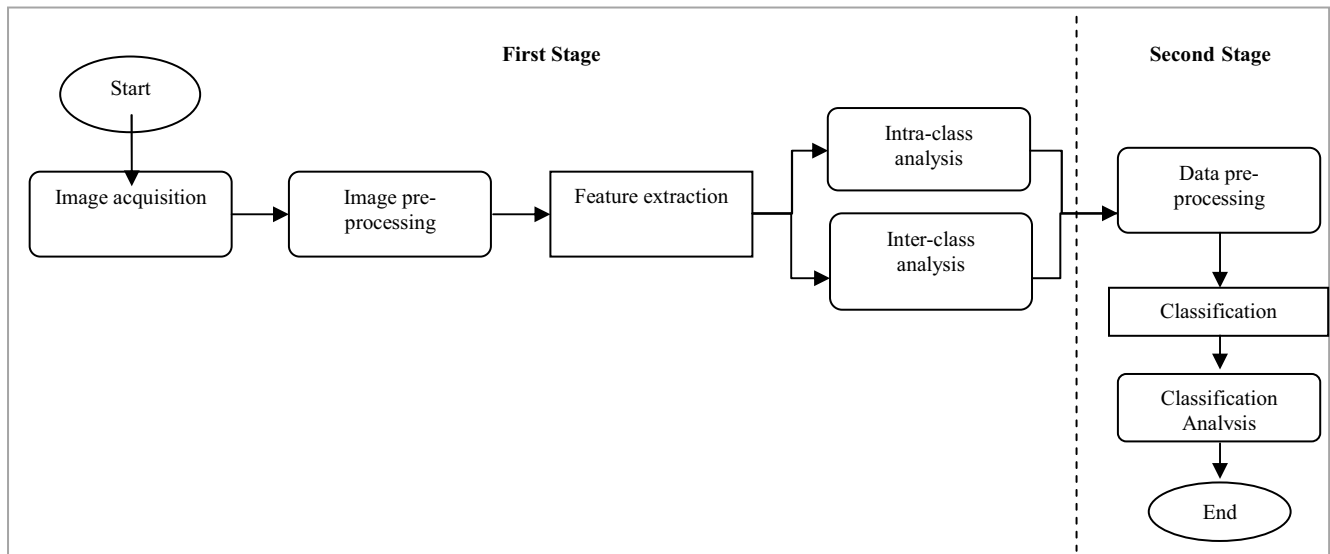 First Stage
Second Stage
Start
Image acquisition
Image pre-
processing
Feature extraction
Intra-class
analysis
Inter-class
analysis
Data pre-
processing
Classification
Classification
Analysis
End